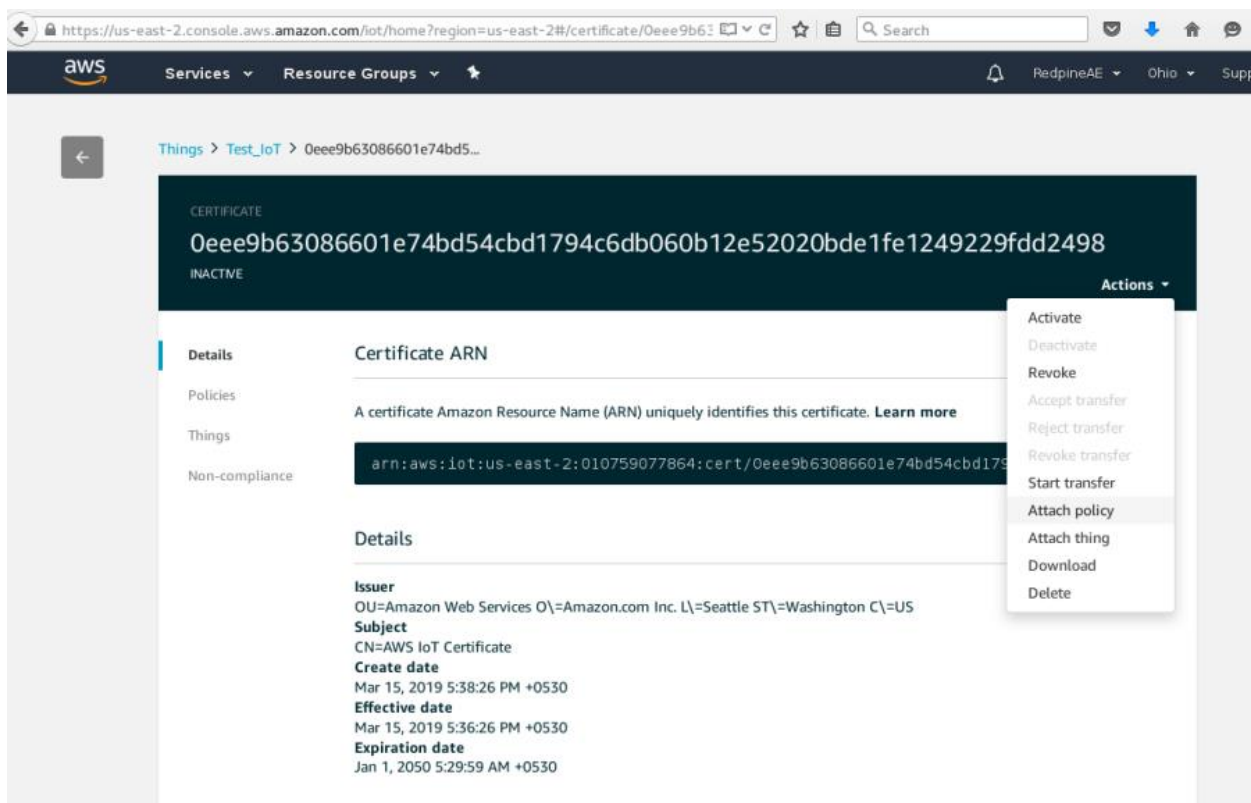 https://us-east-2.console.aws.amazon.com/iot/home?region=us-east-2#/certificate/0eee9b63
Search
aws
Services
Resource Groups
RedpineAE
Ohio
Supp
Things > Test_IoT > 0eee9b63086601e74bd5...
CERTIFICATE
0eee9b63086601e74bd54cbd1794c6db060b12e52020bde1fe1249229fdd2498
INACTIVE
Actions
Activate
Deactivate
Revoke
Accept transfer
Reject transfer
Revoke transfer
Start transfer
Attach policy
Attach thing
Download
Delete
Details
Policies
Things
Non-compliance
Certificate ARN
A certificate Amazon Resource Name (ARN) uniquely identifies this certificate. Learn more
arn:aws:iot:us-east-2:010759077864:cert/0eee9b63086601e74bd54cbd179
Details
Issuer
OU=Amazon Web Services O\=Amazon.com Inc. L\=Seattle ST\=Washington C\=US
Subject
CN=AWS IoT Certificate
Create date
Mar 15, 2019 5:38:26 PM +0530
Effective date
Mar 15, 2019 5:36:26 PM +0530
Expiration date
Jan 1, 2050 5:29:59 AM +0530